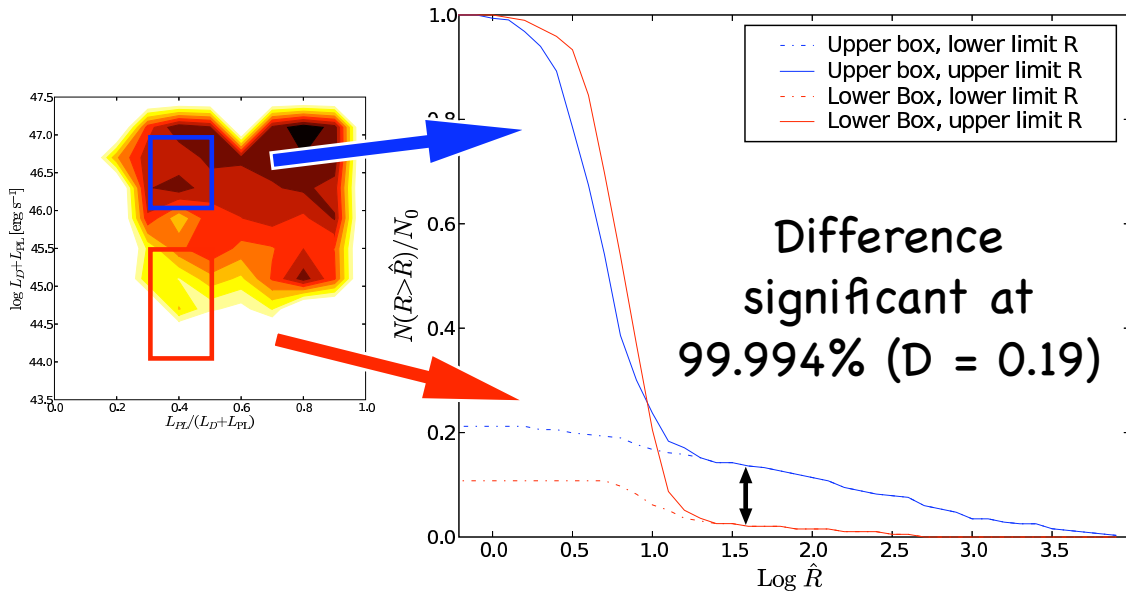 47.5
47.0
46.5
46.0
45.5
45.0
44.5
44.0
43.5
log L_D+L_PL [erg s⁻¹]
0.0 0.2 0.4 0.6 0.8 1.0
L_PL/(L_D+L_PL)
1.0
0.8
0.6
0.4
0.2
0.0
N(R>R̂)/N₀
0.0 0.5 1.0 1.5 2.0 2.5 3.0 3.5
Log R̂
Upper box, lower limit R
Upper box, upper limit R
Lower Box, lower limit R
Lower Box, upper limit R
Difference
significant at
99.994% (D = 0.19)